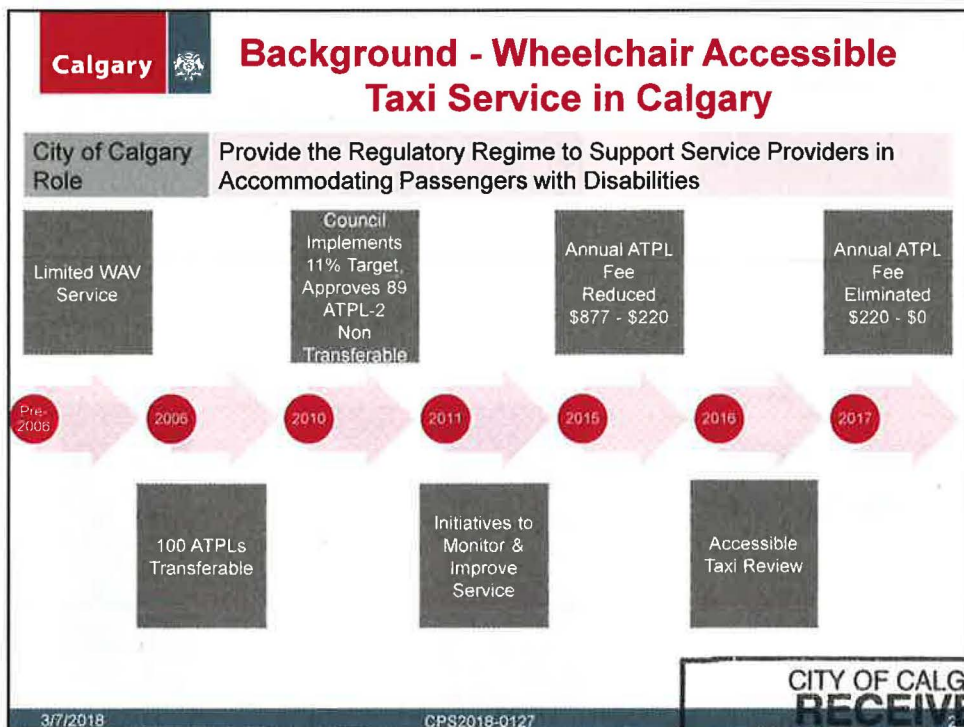 Calgary
Background - Wheelchair Accessible
Taxi Service in Calgary
City of Calgary
Role
Provide the Regulatory Regime to Support Service Providers in
Accommodating Passengers with Disabilities
Limited WAV
Service
Council
Implements
11% Target,
Approves 89
ATPL-2
Non
Transferable
Annual ATPL
Fee
Reduced
$877 - $220
Annual ATPL
Fee
Eliminated
$220 - $0
Pre-
2006
2006
2010
2011
2015
2016
2017
100 ATPLs
Transferable
Initiatives to
Monitor &
Improve
Service
Accessible
Taxi Review
CITY OF CALG
RECEIVE
3/7/2018
CPS2018-0127
2